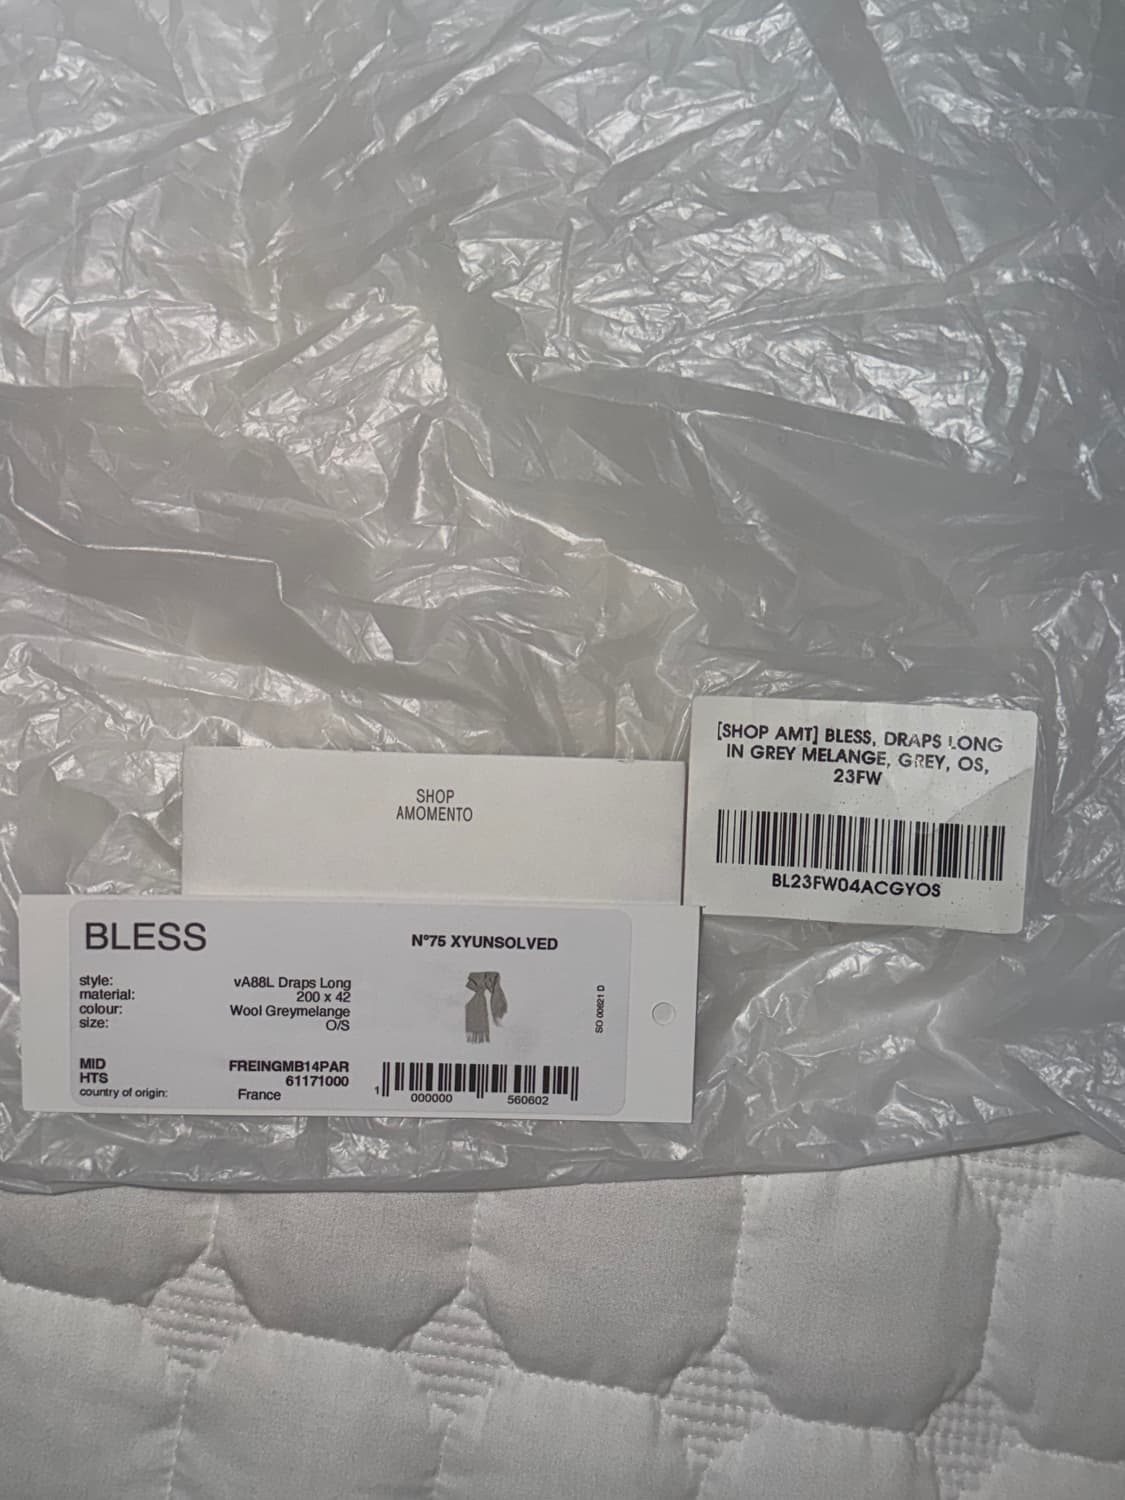 [SHOP AMT] BLESS, DRAPS LONG
IN GREY MELANGE, GREY, OS,
23FW
BL23FW04ACGYOS
SHOP
AMOMENTO
BLESS
N°75 XYUNSOLVED
style: vA88L Draps Long
material: 200 x 42
colour: Wool Greymelange
size: O/S
SO 00621 D
MID FREINGMB14PAR
HTS 61171000
country of origin: France
1 000000 560602